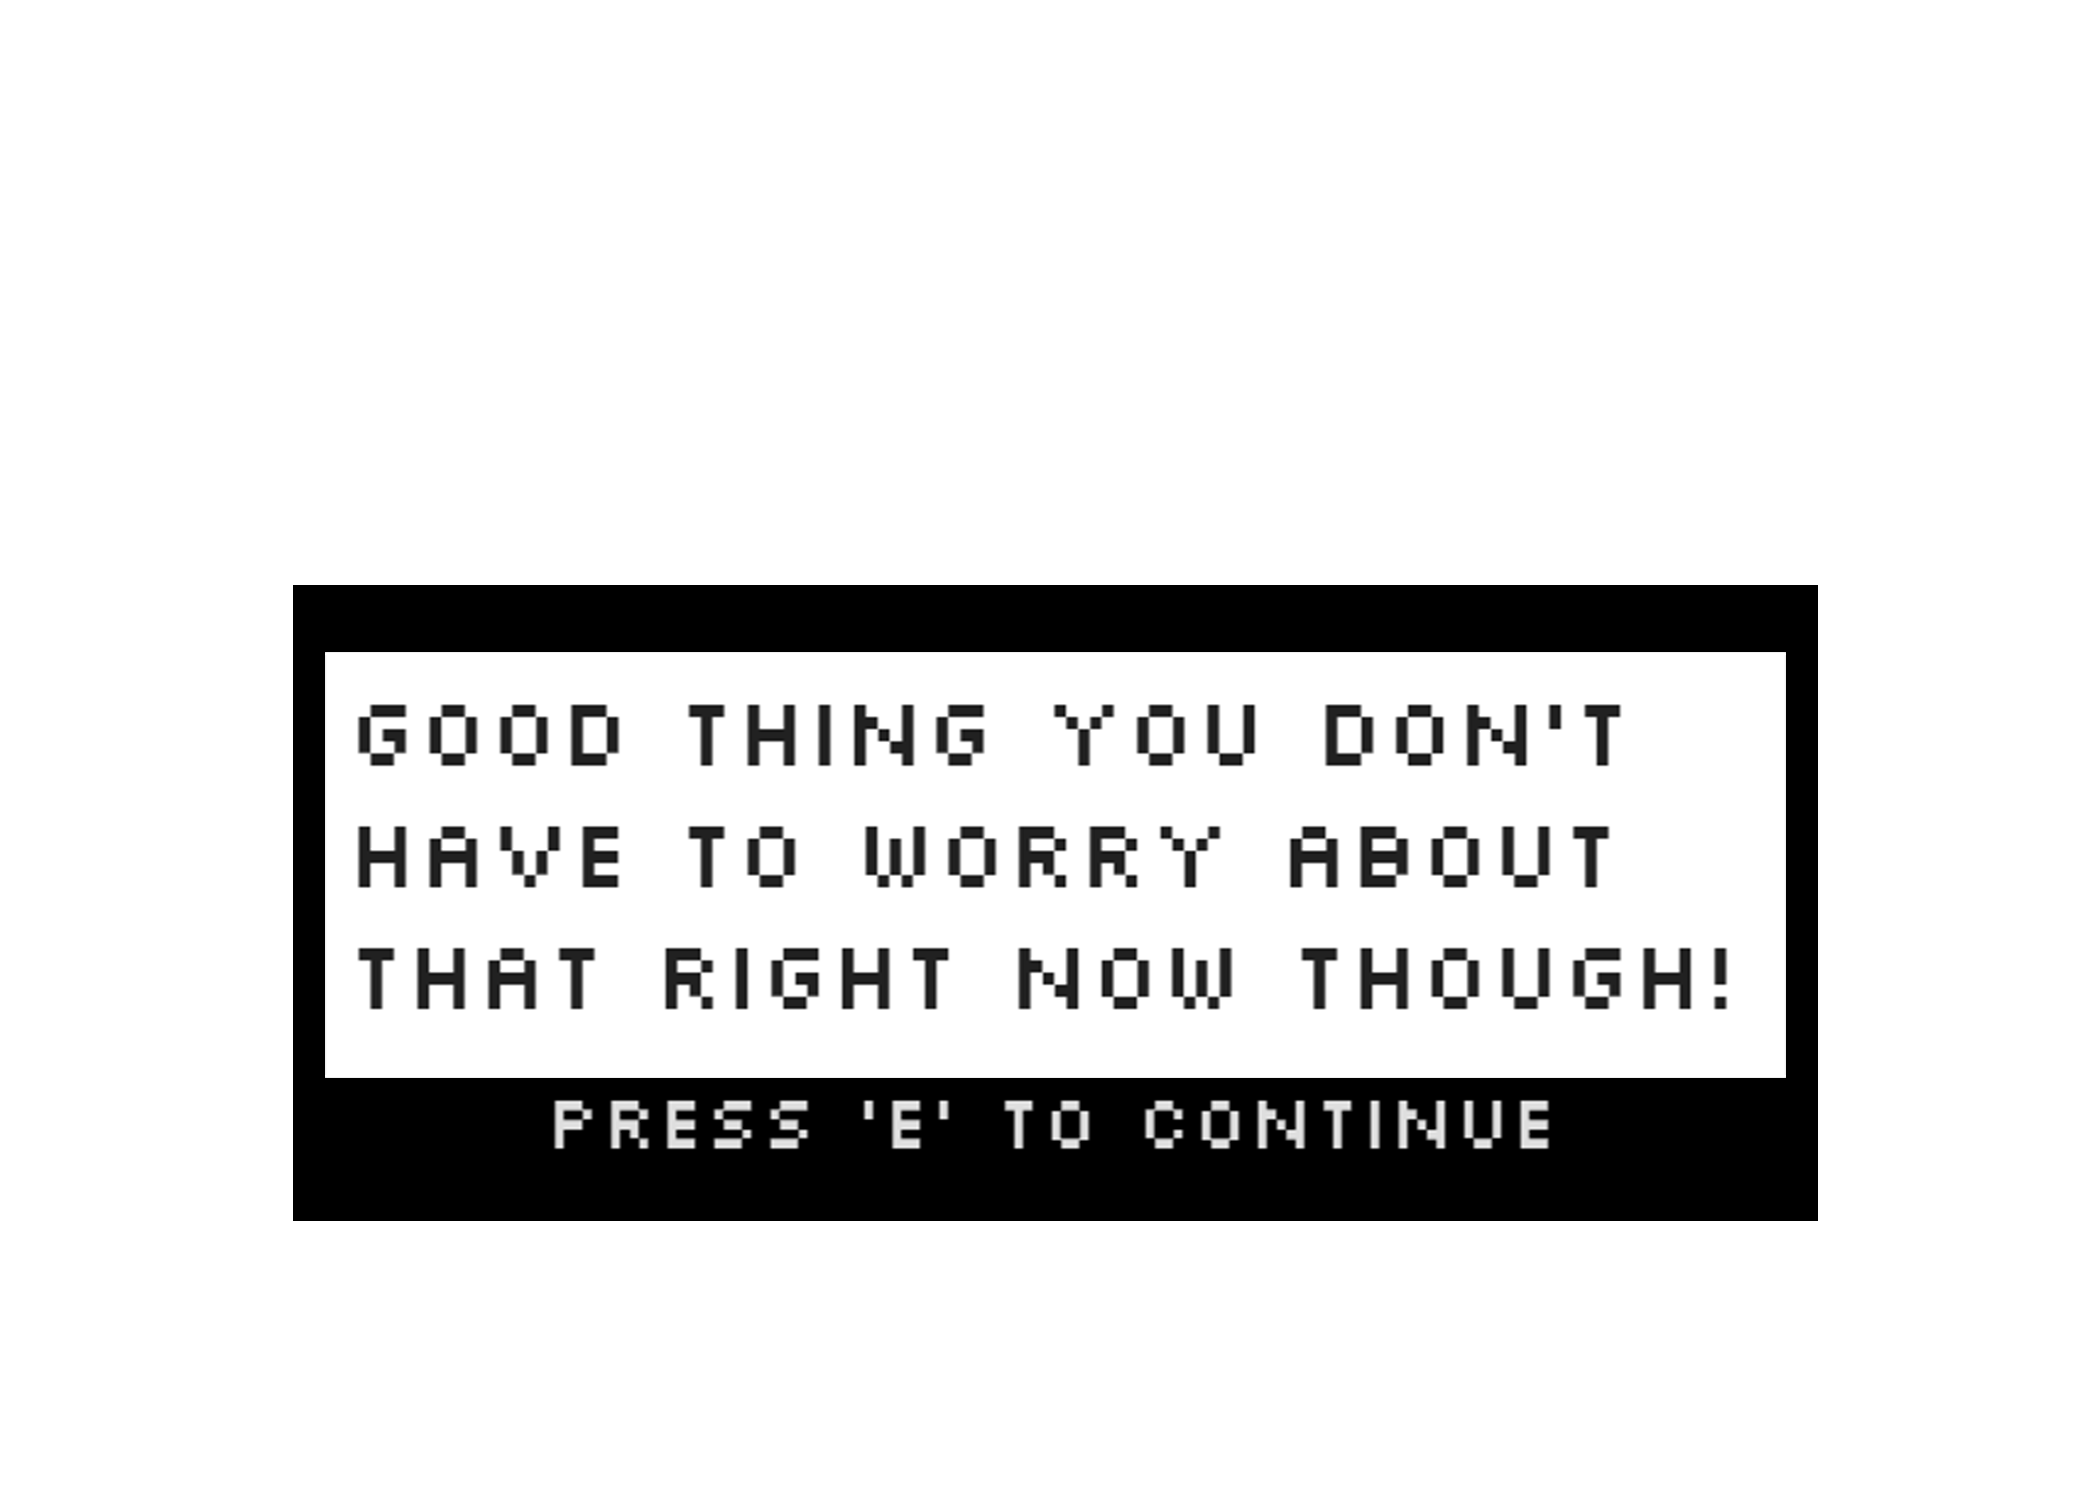 GOOD THING YOU DON'T
HAVE TO WORRY ABOUT
THAT RIGHT NOW THOUGH!
PRESS 'E' TO CONTINUE